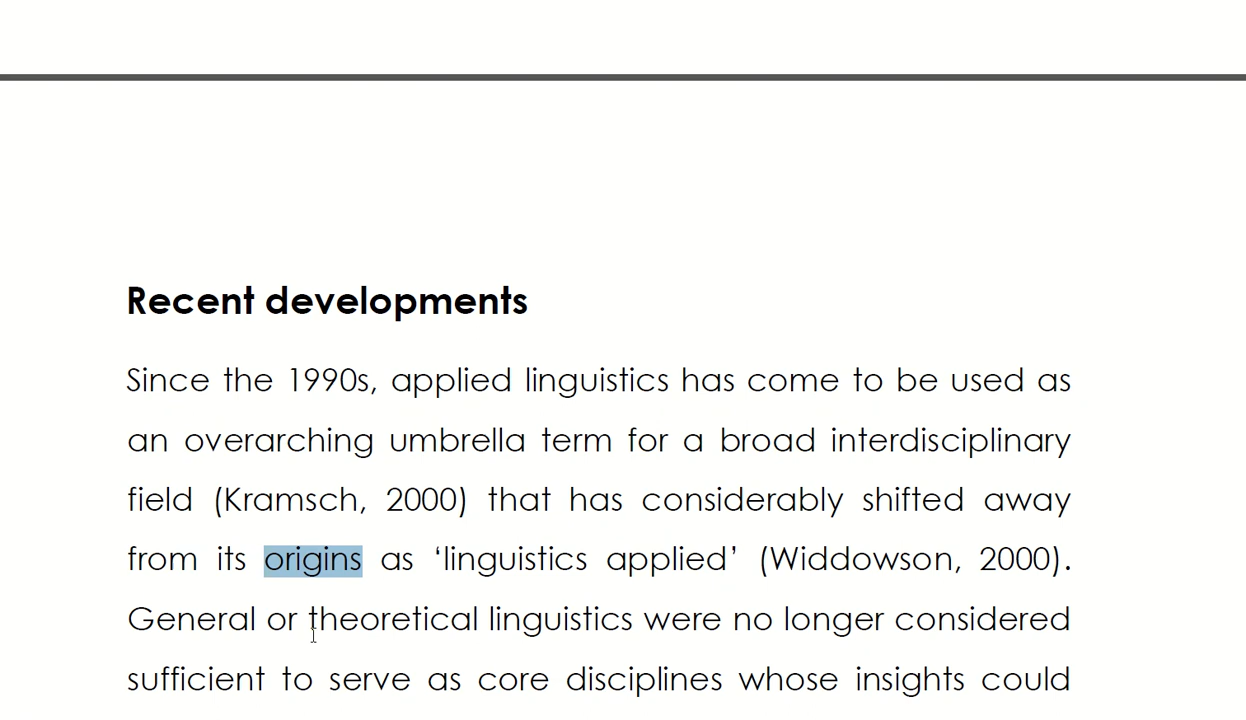 Recent developments
Since the 1990s, applied linguistics has come to be used as
an overarching umbrella term for a broad interdisciplinary
field (Kramsch, 2000) that has considerably shifted away
from its origins as ‘linguistics applied’ (Widdowson, 2000).
General or theoretical linguistics were no longer considered
sufficient to serve as core disciplines whose insights could